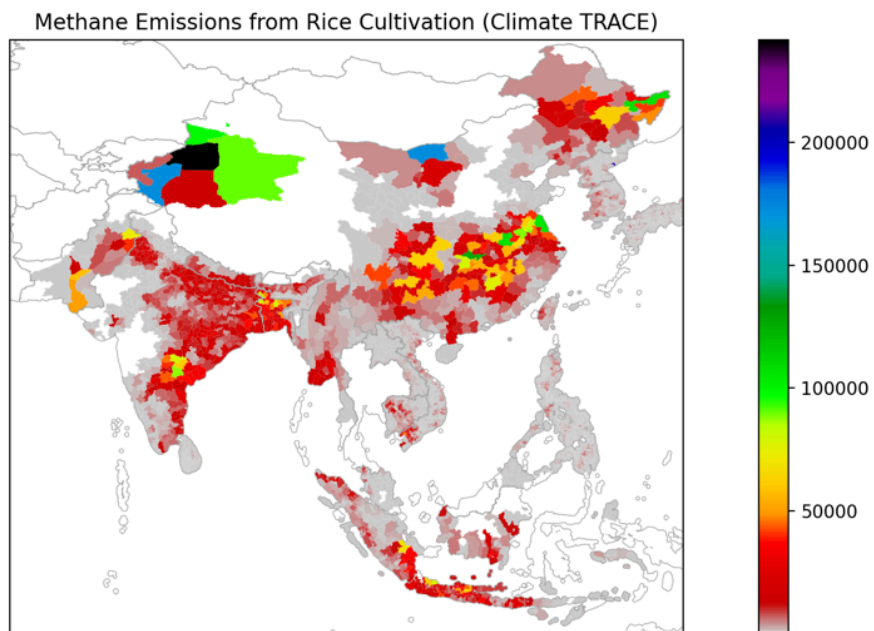 Methane Emissions from Rice Cultivation (Climate TRACE)
200000
150000
100000
50000